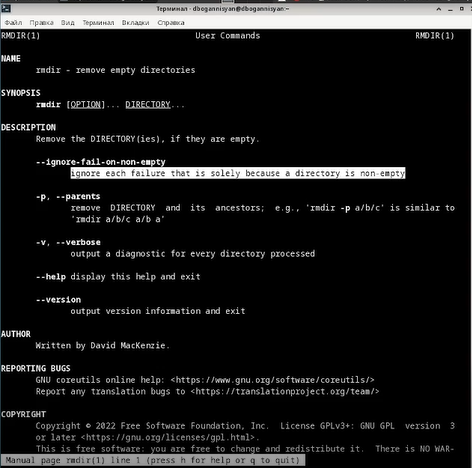 Терминал - dbogannisyan@dbogannisyan:~
Файл Правка Вид Терминал Вкладки Справка
RMDIR(1) User Commands RMDIR(1)
NAME
rmdir - remove empty directories
SYNOPSIS
rmdir [OPTION]... DIRECTORY...
DESCRIPTION
Remove the DIRECTORY(ies), if they are empty.
--ignore-fail-on-non-empty
ignore each failure that is solely because a directory is non-empty
-p, --parents
remove DIRECTORY and its ancestors; e.g., 'rmdir -p a/b/c' is similar to
'rmdir a/b/c a/b a'
-v, --verbose
output a diagnostic for every directory processed
--help display this help and exit
--version
output version information and exit
AUTHOR
Written by David MacKenzie.
REPORTING BUGS
GNU coreutils online help: <https://www.gnu.org/software/coreutils/>
Report any translation bugs to <https://translationproject.org/team/>
COPYRIGHT
Copyright © 2022 Free Software Foundation, Inc. License GPLv3+: GNU GPL version 3
or later <https://gnu.org/licenses/gpl.html>.
This is free software: you are free to change and redistribute it. There is NO WAR-
Manual page rmdir(1) line 1 (press h for help or q to quit)